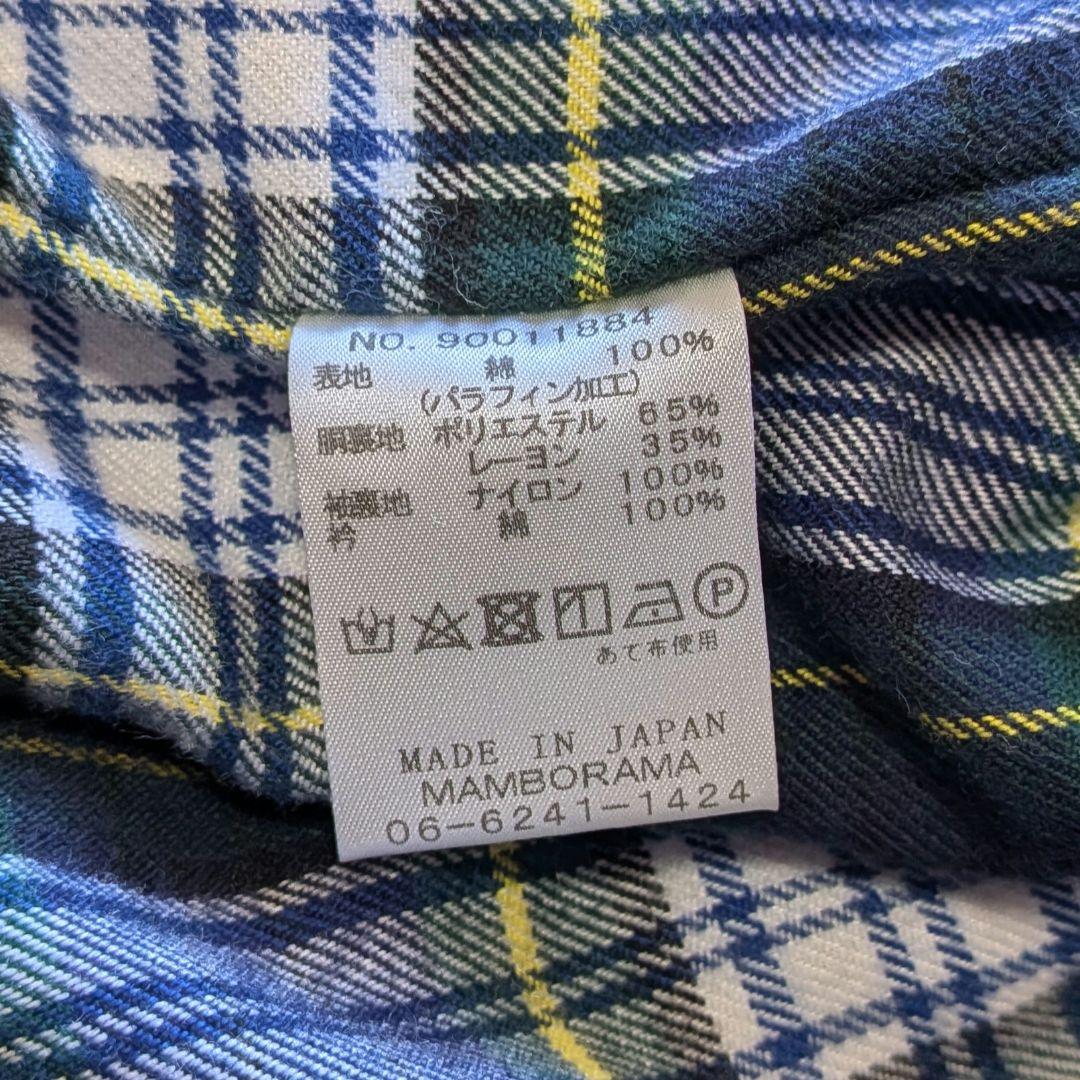 NO. 90011884
表地 綿 100%
(パラフィン加工)
胴裏地 ポリエステル 65%
レーヨン 35%
袖裏地 ナイロン 100%
衿 綿 100%
P
あて布使用
MADE IN JAPAN
MAMBORAMA
06-6241-1424